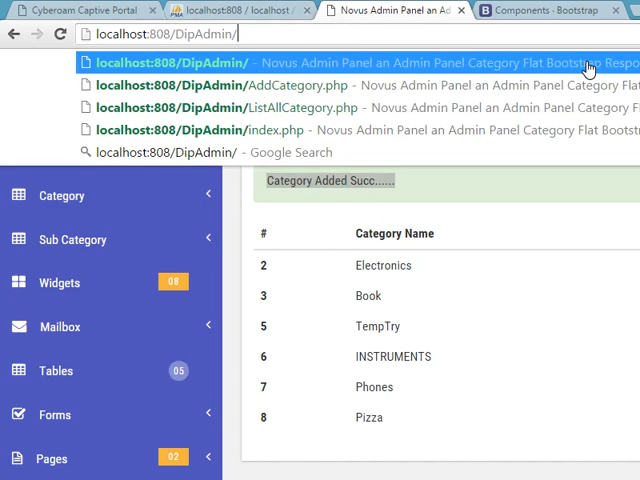 Cyberoam Captive Portal
localhost:808 / localhost /
Novus Admin Panel an Ad
Components · Bootstrap
localhost:808/DipAdmin/
localhost:808/DipAdmin/ - Novus Admin Panel an Admin Panel Category Flat Bootstrap Respo
localhost:808/DipAdmin/AddCategory.php - Novus Admin Panel an Admin Panel Category Flat
localhost:808/DipAdmin/ListAllCategory.php - Novus Admin Panel an Admin Panel Category F
localhost:808/DipAdmin/index.php - Novus Admin Panel an Admin Panel Category Flat Bootst
localhost:808/DipAdmin/ - Google Search
Category Added Succ......
Category
Sub Category
Widgets 08
Mailbox
Tables 05
Forms
Pages 02
# Category Name
2 Electronics
3 Book
5 TempTry
6 INSTRUMENTS
7 Phones
8 Pizza